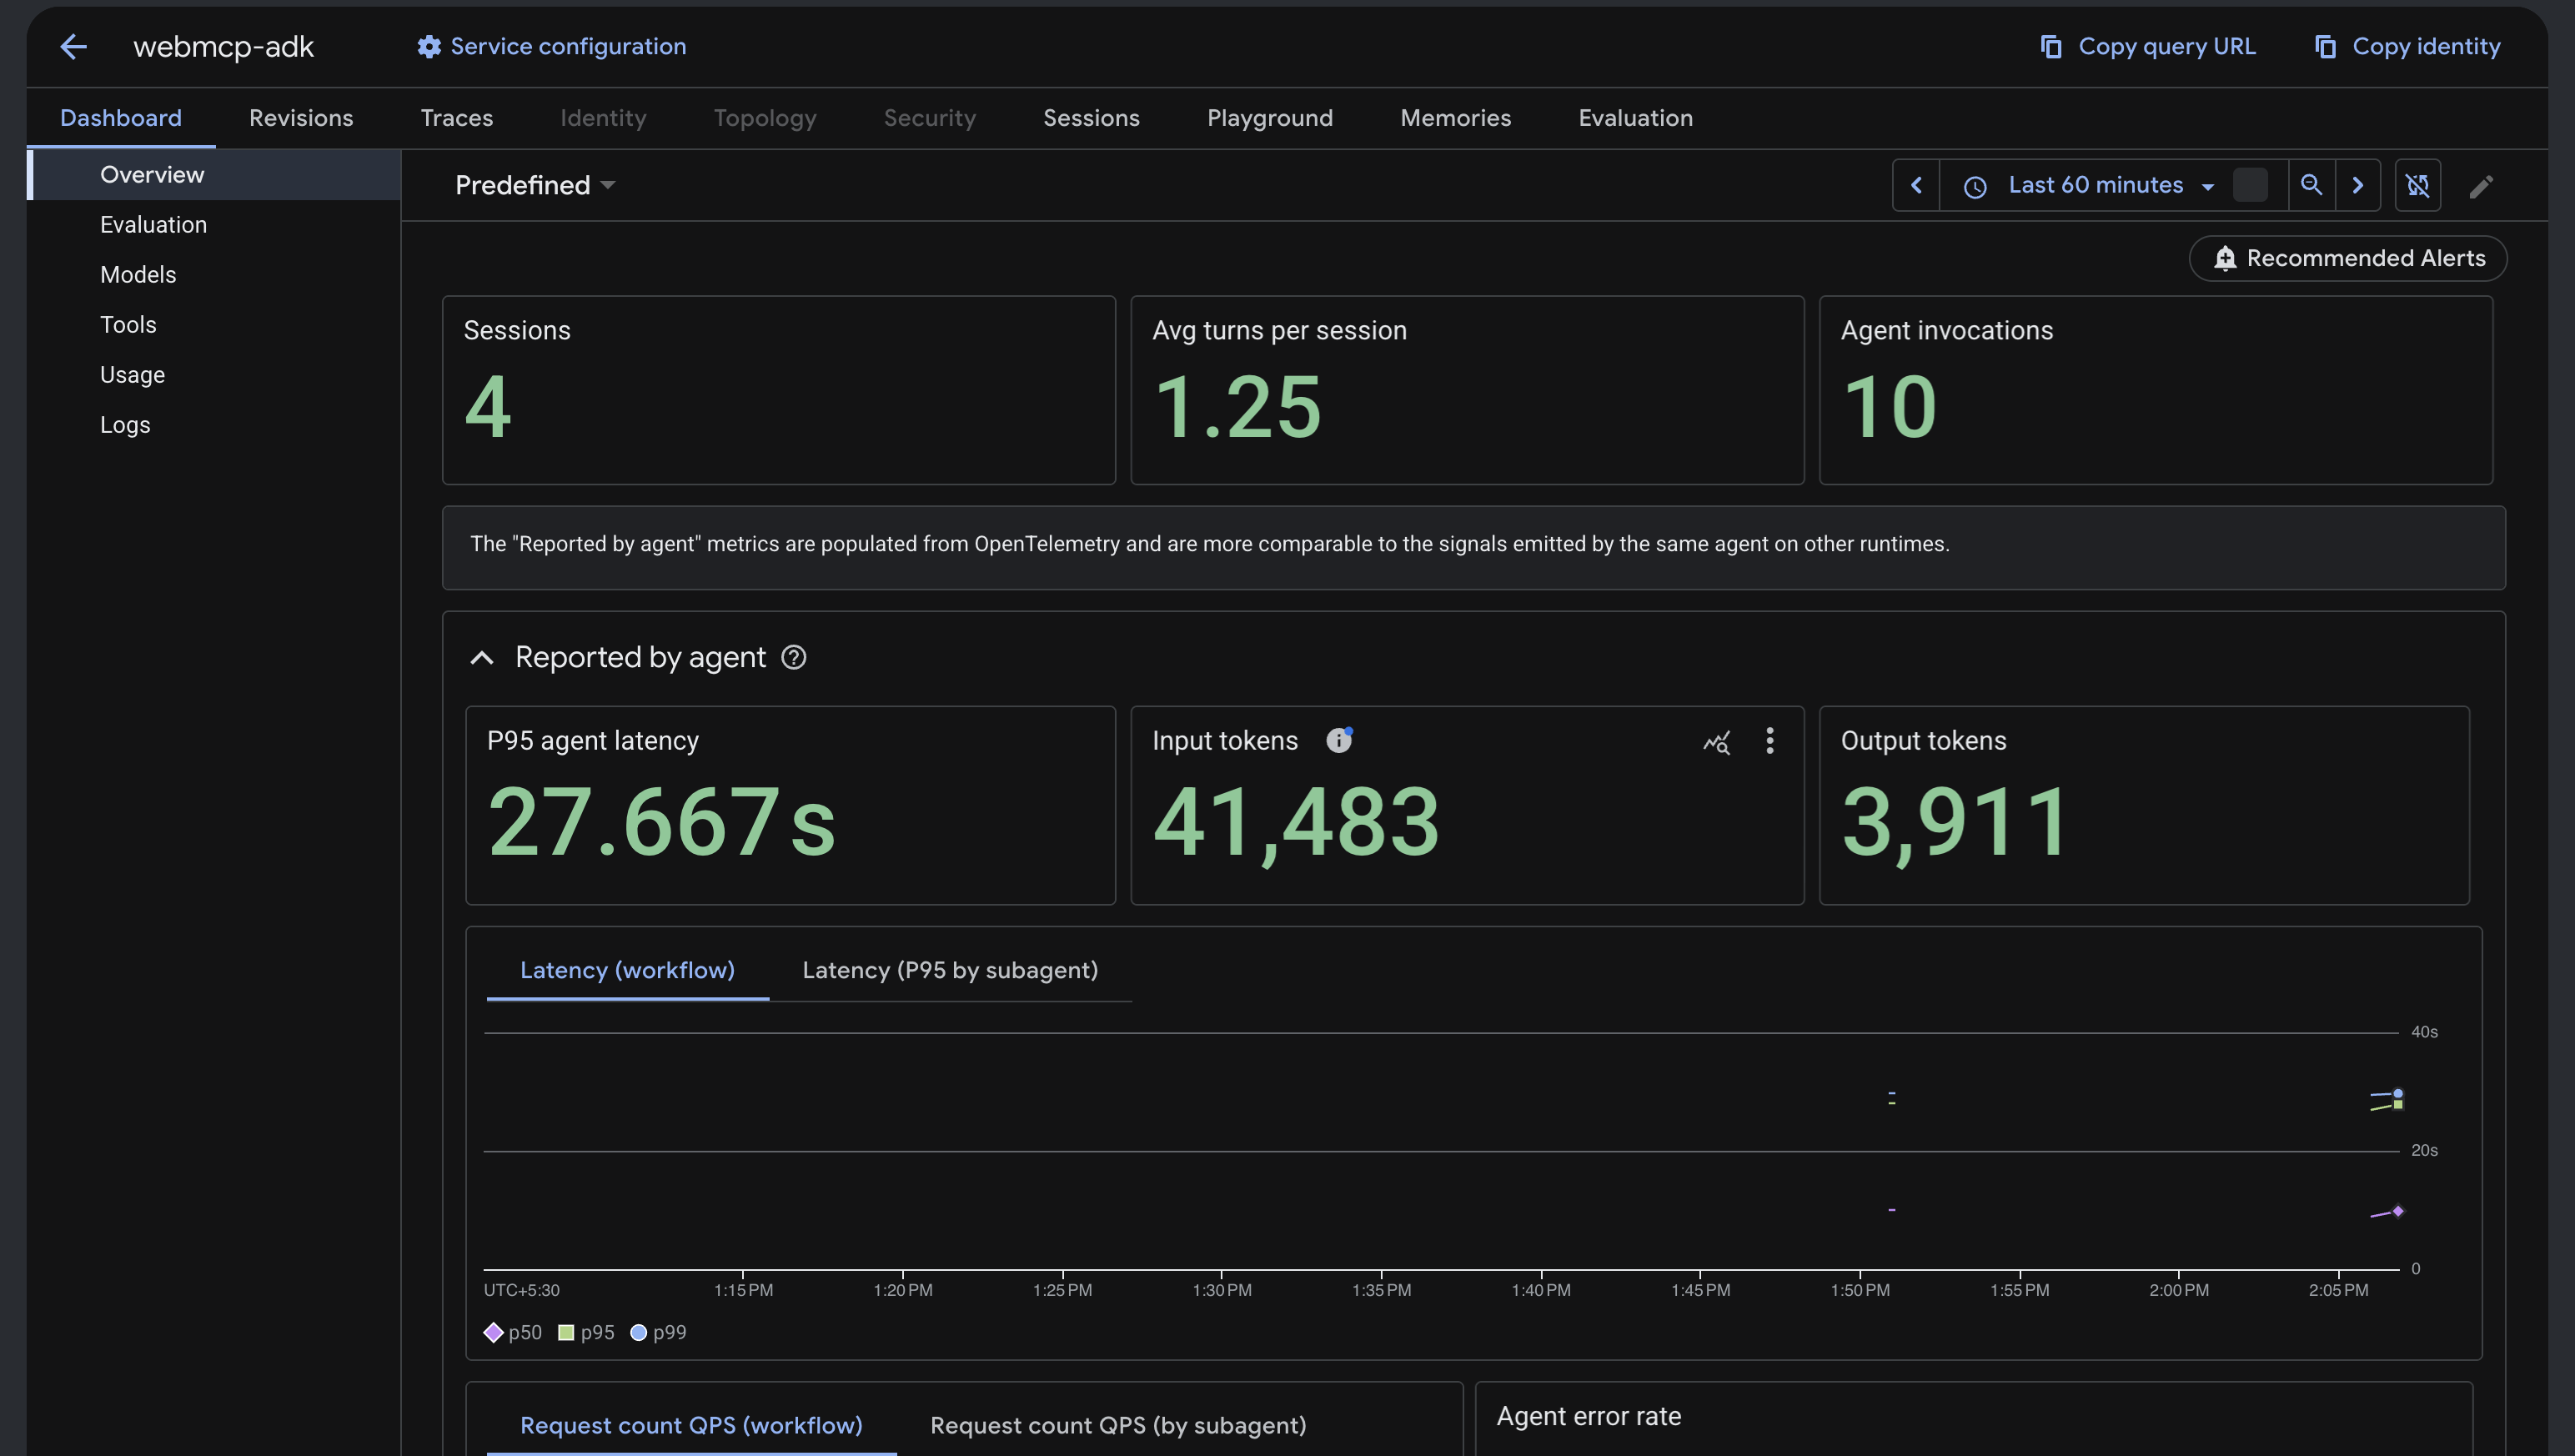 webmcp-adk
Service configuration
Copy query URL
Copy identity
Dashboard
Revisions
Traces
Identity
Topology
Security
Sessions
Playground
Memories
Evaluation
Overview
Evaluation
Models
Tools
Usage
Logs
Predefined
Last 60 minutes
Recommended Alerts
Sessions
4
Avg turns per session
1.25
Agent invocations
10
The "Reported by agent" metrics are populated from OpenTelemetry and are more comparable to the signals emitted by the same agent on other runtimes.
Reported by agent
P95 agent latency
27.667s
Input tokens
41,483
Output tokens
3,911
Latency (workflow)
Latency (P95 by subagent)
40s
20s
0
UTC+5:30
1:15 PM
1:20 PM
1:25 PM
1:30 PM
1:35 PM
1:40 PM
1:45 PM
1:50 PM
1:55 PM
2:00 PM
2:05 PM
p50
p95
p99
Request count QPS (workflow)
Request count QPS (by subagent)
Agent error rate